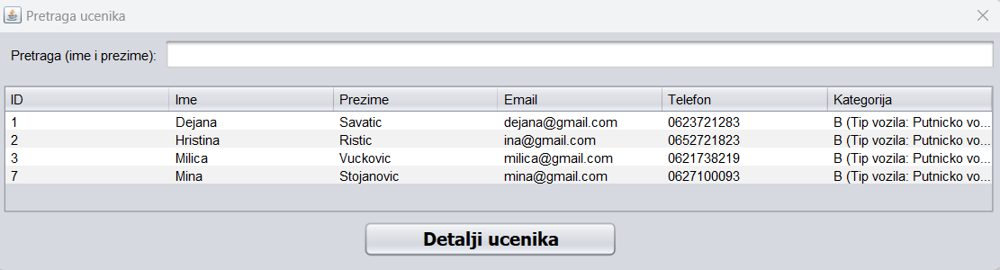 Pretraga ucenika
Pretraga (ime i prezime):
ID Ime Prezime Email Telefon Kategorija
1 Dejana Savatic dejana@gmail.com 0623721283 B (Tip vozila: Putnicko vo...
2 Hristina Ristic ina@gmail.com 0652721823 B (Tip vozila: Putnicko vo...
3 Milica Vuckovic milica@gmail.com 0621738219 B (Tip vozila: Putnicko vo...
7 Mina Stojanovic mina@gmail.com 0627100093 B (Tip vozila: Putnicko vo...
Detalji ucenika